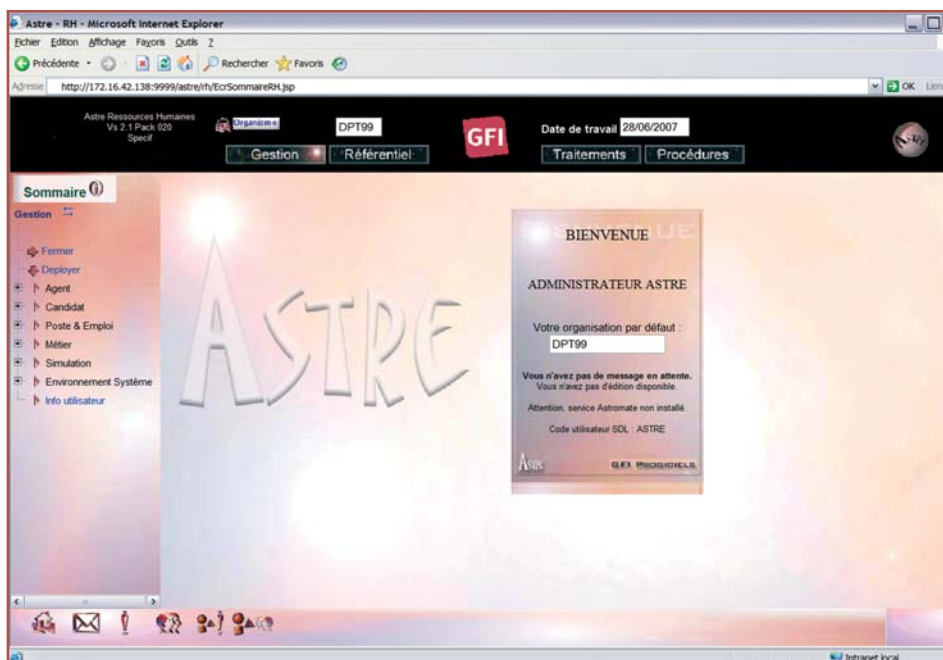 Astre - RH - Microsoft Internet Explorer
Fichier Edition Affichage Favoris Outils ?
Précédente Rechercher Favoris
Adresse http://172.16.42.138:9999/astre/rh/EcrSommaireRH.jsp OK Liens
Astre Ressources Humaines
Vs 2.1 Pack 020
Specif
Organisme DPT99
GFI
Date de travail 28/06/2007
Gestion Référentiel Traitements Procédures
Sommaire
Gestion
Fermer
Deployer
Agent
Candidat
Poste & Emploi
Métier
Simulation
Environnement Système
Info utilisateur
ASTRE
BIENVENUE
ADMINISTRATEUR ASTRE
Votre organisation par défaut :
DPT99
Vous n'avez pas de message en attente.
Vous n'avez pas d'édition disponible.
Attention, service Astromate non installé.
Code utilisateur SDL : ASTRE
ASTRE GFI PROGICIELS
Intranet local